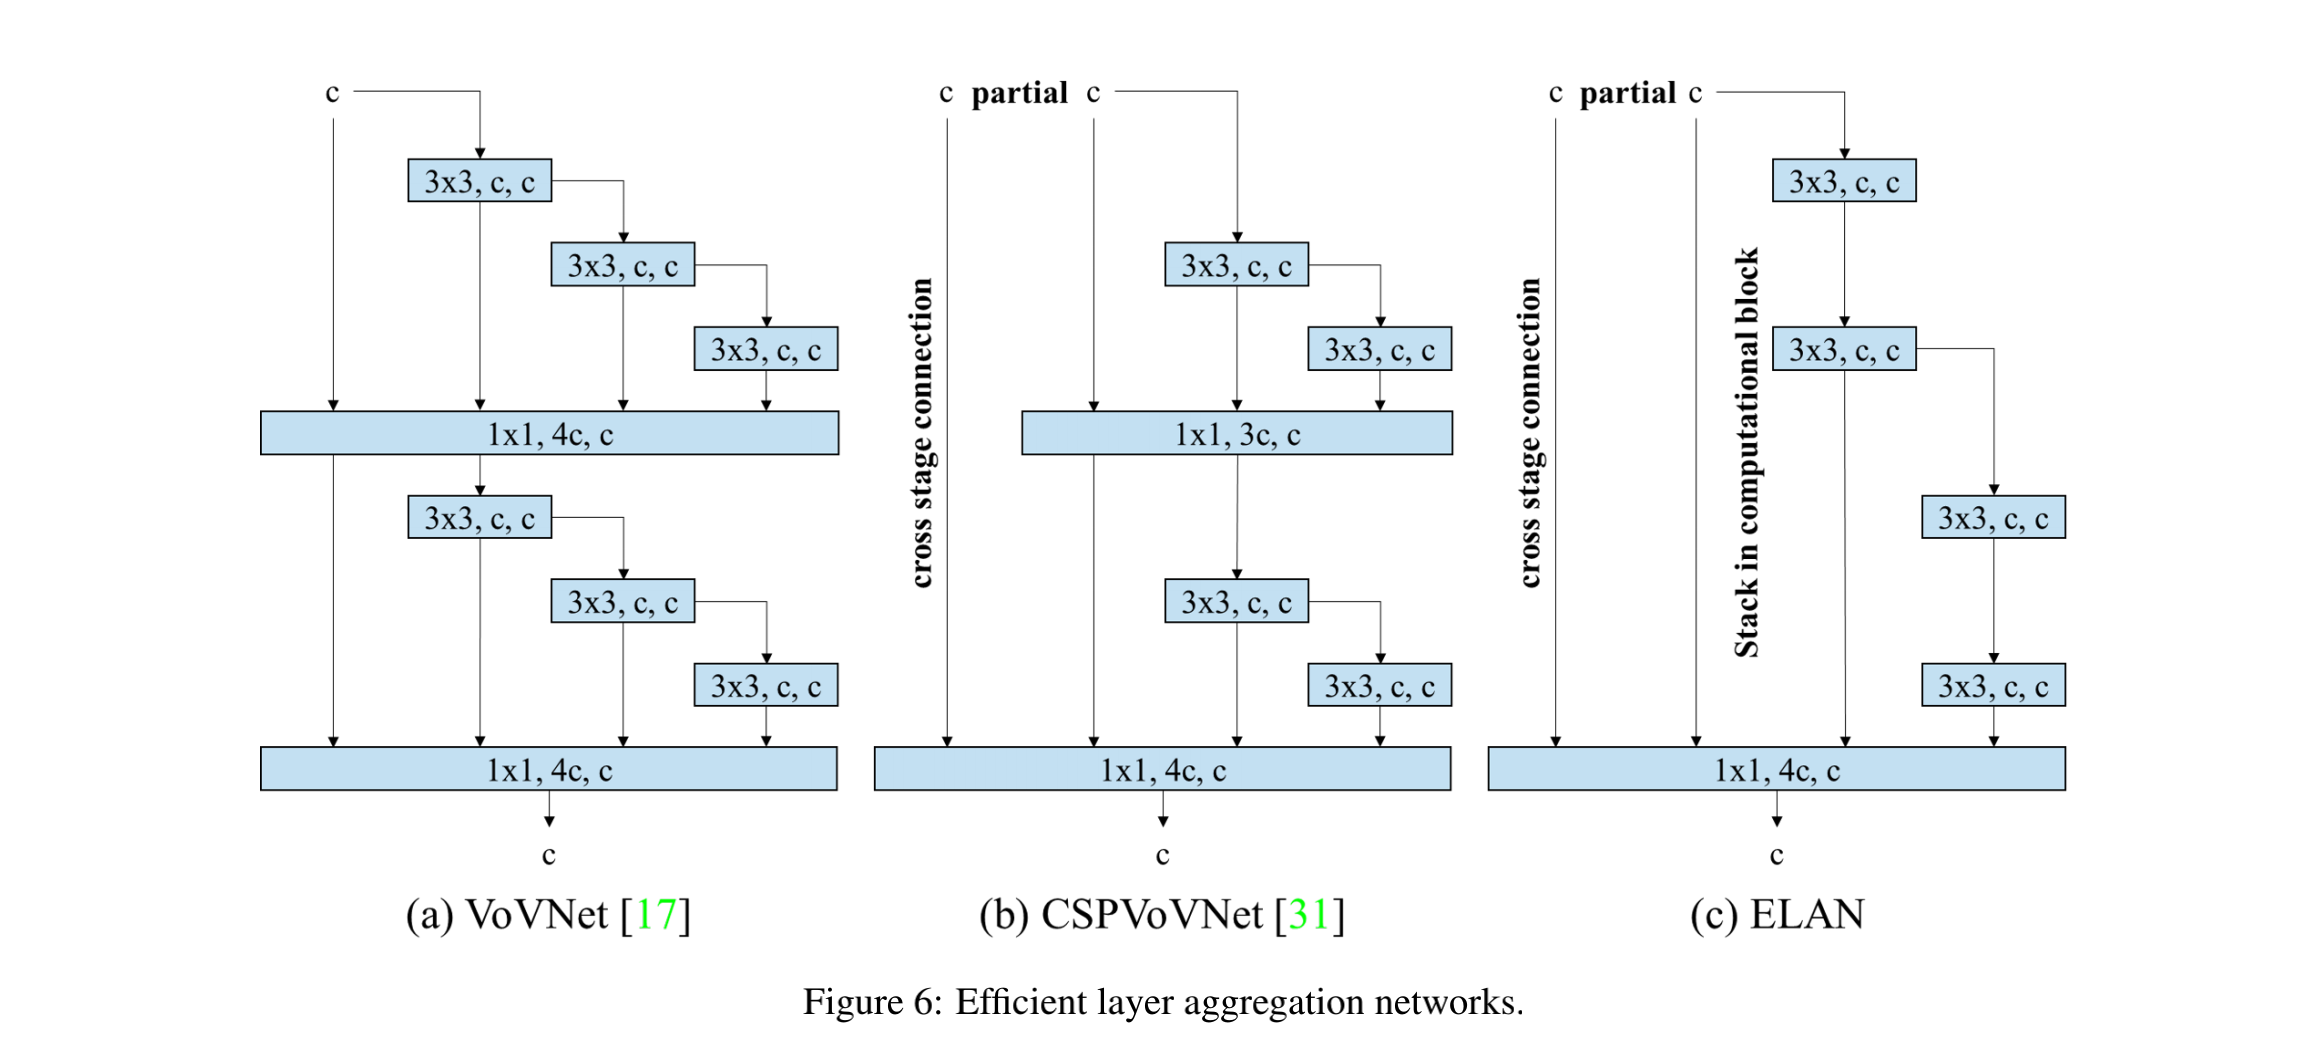 c
3x3, c, c
3x3, c, c
3x3, c, c
1x1, 4c, c
3x3, c, c
3x3, c, c
3x3, c, c
1x1, 4c, c
c
(a) VoVNet [17]
c partial c
cross stage connection
3x3, c, c
3x3, c, c
1x1, 3c, c
3x3, c, c
3x3, c, c
1x1, 4c, c
c
(b) CSPVoVNet [31]
c partial c
cross stage connection
Stack in computational block
3x3, c, c
3x3, c, c
3x3, c, c
3x3, c, c
1x1, 4c, c
c
(c) ELAN
Figure 6: Efficient layer aggregation networks.